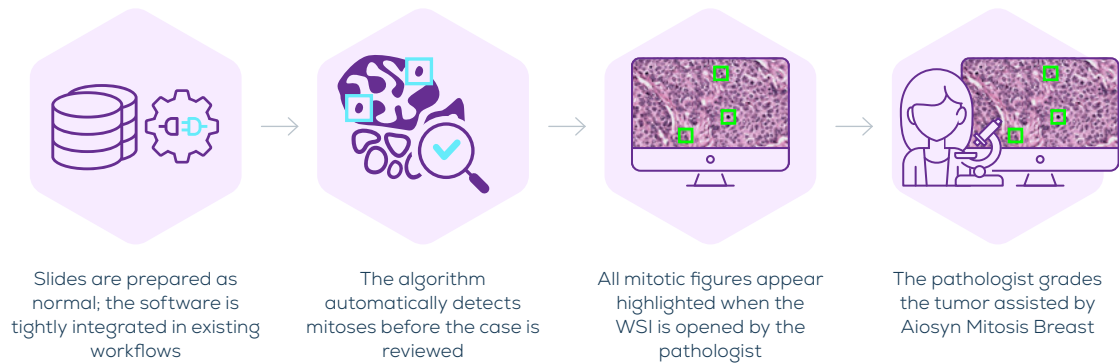 Slides are prepared as
normal; the software is
tightly integrated in existing
workflows
The algorithm
automatically detects
mitoses before the case is
reviewed
All mitotic figures appear
highlighted when the
WSI is opened by the
pathologist
The pathologist grades
the tumor assisted by
Aiosyn Mitosis Breast